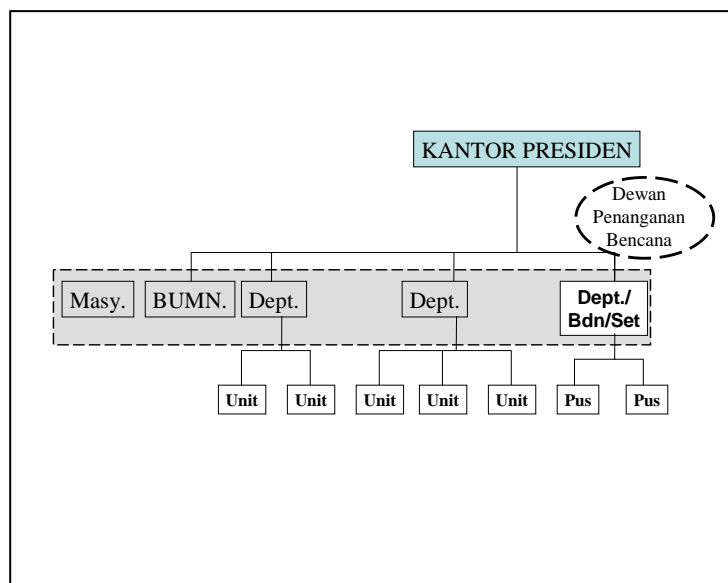 KANTOR PRESIDEN
Dewan
Penanganan
Bencana
Masy.
BUMN.
Dept.
Dept.
Dept./
Bdn/Set
Unit
Unit
Unit
Unit
Unit
Pus
Pus